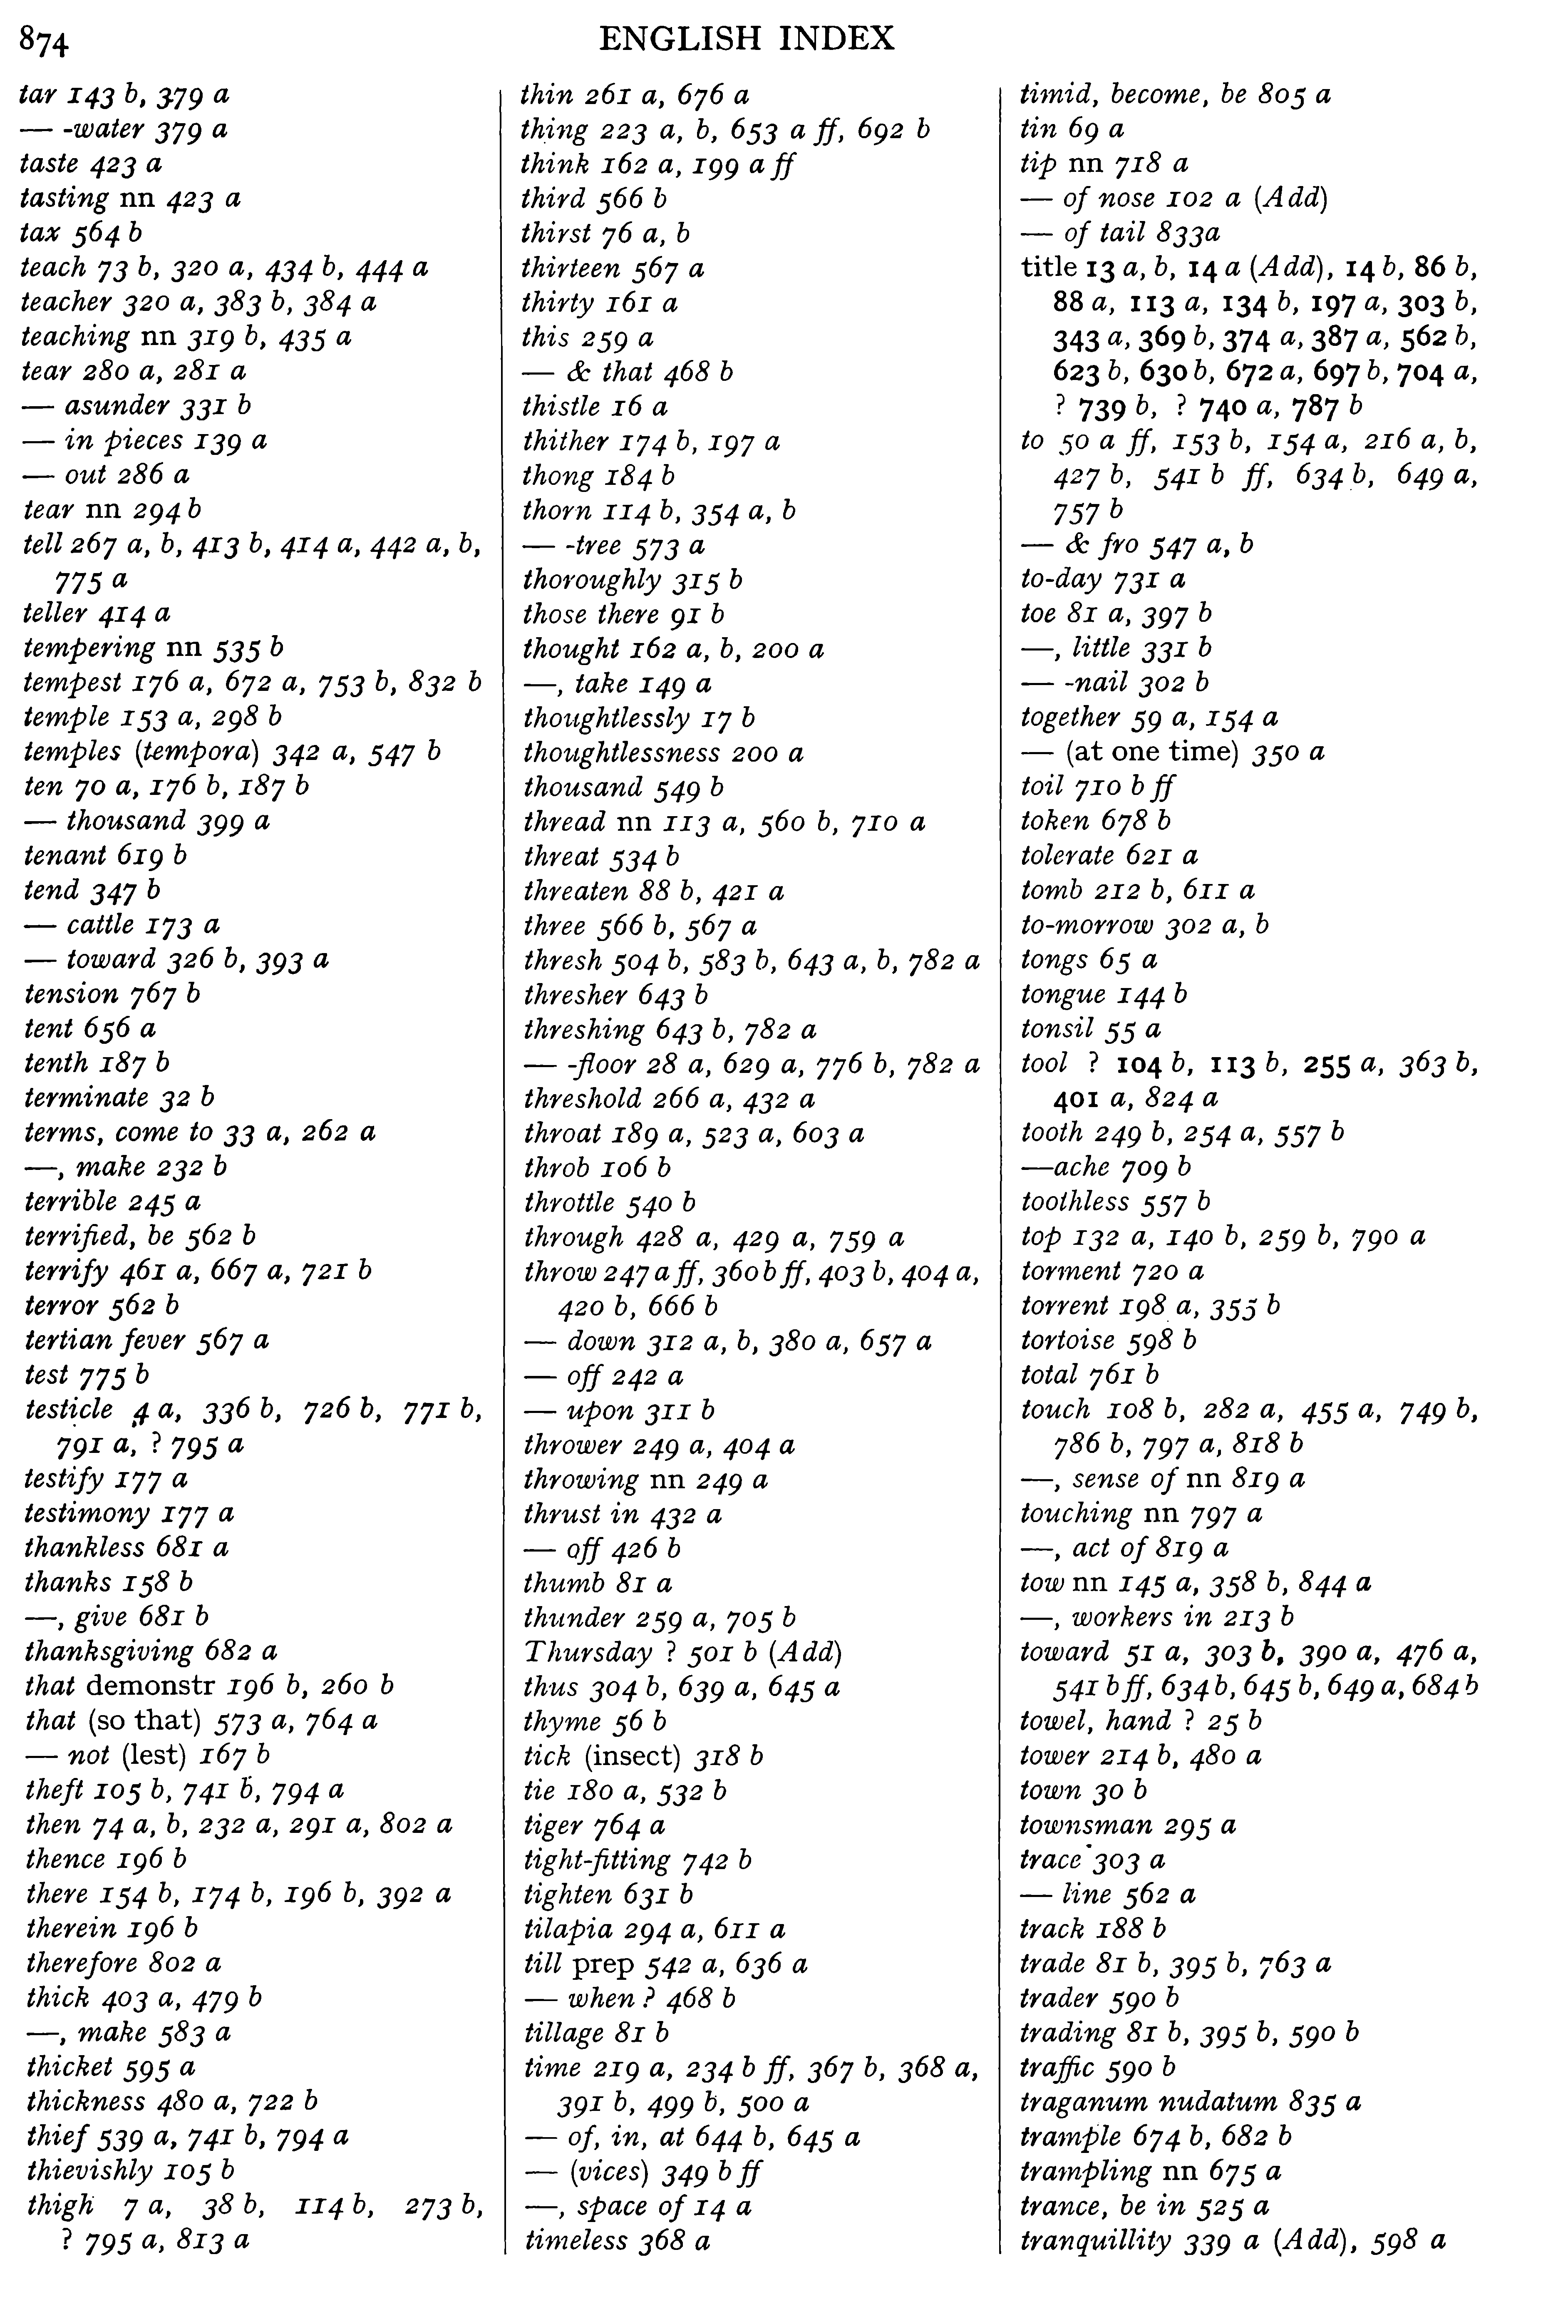 874
ENGLISH INDEX
tar 143 b, 379 a
— -water 379 a
taste 423 a
tasting nn 423 a
tax 564 b
teach 73 b, 320 a, 434 b, 444 a
teacher 320 a, 383 b, 384 a
teaching nn 319 b, 435 a
tear 280 a, 281 a
— asunder 331 b
— in pieces 139 a
— out 286 a
tear nn 294 b
tell 267 a, b, 413 b, 414 a, 442 a, b,
775 a
teller 414 a
tempering nn 535 b
tempest 176 a, 672 a, 753 b, 832 b
temple 153 a, 298 b
temples (tempora) 342 a, 547 b
ten 70 a, 176 b, 187 b
— thousand 399 a
tenant 619 b
tend 347 b
— cattle 173 a
— toward 326 b, 393 a
tension 767 b
tent 656 a
tenth 187 b
terminate 32 b
terms, come to 33 a, 262 a
—, make 232 b
terrible 245 a
terrified, be 562 b
terrify 461 a, 667 a, 721 b
terror 562 b
tertian fever 567 a
test 775 b
testicle 4 a, 336 b, 726 b, 771 b,
791 a, ? 795 a
testify 177 a
testimony 177 a
thankless 681 a
thanks 158 b
—, give 681 b
thanksgiving 682 a
that demonstr 196 b, 260 b
that (so that) 573 a, 764 a
— not (lest) 167 b
theft 105 b, 741 b, 794 a
then 74 a, b, 232 a, 291 a, 802 a
thence 196 b
there 154 b, 174 b, 196 b, 392 a
therein 196 b
therefore 802 a
thick 403 a, 479 b
—, make 583 a
thicket 595 a
thickness 480 a, 722 b
thief 539 a, 741 b, 794 a
thievishly 105 b
thigh 7 a, 38 b, 114 b, 273 b,
? 795 a, 813 a
thin 261 a, 676 a
thing 223 a, b, 653 a ff, 692 b
think 162 a, 199 a ff
third 566 b
thirst 76 a, b
thirteen 567 a
thirty 161 a
this 259 a
— & that 468 b
thistle 16 a
thither 174 b, 197 a
thong 184 b
thorn 114 b, 354 a, b
— -tree 573 a
thoroughly 315 b
those there 91 b
thought 162 a, b, 200 a
—, take 149 a
thoughtlessly 17 b
thoughtlessness 200 a
thousand 549 b
thread nn 113 a, 560 b, 710 a
threat 534 b
threaten 88 b, 421 a
three 566 b, 567 a
thresh 504 b, 583 b, 643 a, b, 782 a
thresher 643 b
threshing 643 b, 782 a
— -floor 28 a, 629 a, 776 b, 782 a
threshold 266 a, 432 a
throat 189 a, 523 a, 603 a
throb 106 b
throttle 540 b
through 428 a, 429 a, 759 a
throw 247 a ff, 360 b ff, 403 b, 404 a,
420 b, 666 b
— down 312 a, b, 380 a, 657 a
— off 242 a
— upon 311 b
thrower 249 a, 404 a
throwing nn 249 a
thrust in 432 a
— off 426 b
thumb 81 a
thunder 259 a, 705 b
Thursday ? 501 b (Add)
thus 304 b, 639 a, 645 a
thyme 56 b
tick (insect) 318 b
tie 180 a, 532 b
tiger 764 a
tight-fitting 742 b
tighten 631 b
tilapia 294 a, 611 a
till prep 542 a, 636 a
— when ? 468 b
tillage 81 b
time 219 a, 234 b ff, 367 b, 368 a,
391 b, 499 b, 500 a
— of, in, at 644 b, 645 a
— (vices) 349 b ff
—, space of 14 a
timeless 368 a
timid, become, be 805 a
tin 69 a
tip nn 718 a
— of nose 102 a (Add)
— of tail 833a
title 13 a, b, 14 a (Add), 14 b, 86 b,
88 a, 113 a, 134 b, 197 a, 303 b,
343 a, 369 b, 374 a, 387 a, 562 b,
623 b, 630 b, 672 a, 697 b, 704 a,
? 739 b, ? 740 a, 787 b
to 50 a ff, 153 b, 154 a, 216 a, b,
427 b, 541 b ff, 634 b, 649 a,
757 b
— & fro 547 a, b
to-day 731 a
toe 81 a, 397 b
—, little 331 b
— -nail 302 b
together 59 a, 154 a
— (at one time) 350 a
toil 710 b ff
token 678 b
tolerate 621 a
tomb 212 b, 611 a
to-morrow 302 a, b
tongs 65 a
tongue 144 b
tonsil 55 a
tool ? 104 b, 113 b, 255 a, 363 b,
401 a, 824 a
tooth 249 b, 254 a, 557 b
—ache 709 b
toothless 557 b
top 132 a, 140 b, 259 b, 790 a
torment 720 a
torrent 198 a, 355 b
tortoise 598 b
total 761 b
touch 108 b, 282 a, 455 a, 749 b,
786 b, 797 a, 818 b
—, sense of nn 819 a
touching nn 797 a
—, act of 819 a
tow nn 145 a, 358 b, 844 a
—, workers in 213 b
toward 51 a, 303 b, 390 a, 476 a,
541 b ff, 634 b, 645 b, 649 a, 684 b
towel, hand ? 25 b
tower 214 b, 480 a
town 30 b
townsman 295 a
trace 303 a
— line 562 a
track 188 b
trade 81 b, 395 b, 763 a
trader 590 b
trading 81 b, 395 b, 590 b
traffic 590 b
traganum nudatum 835 a
trample 674 b, 682 b
trampling nn 675 a
trance, be in 525 a
tranquillity 339 a (Add), 598 a